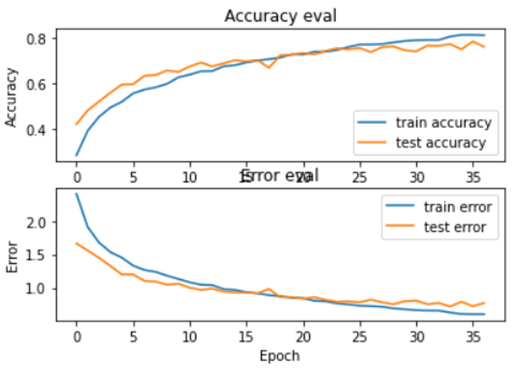 Accuracy eval
0.8
0.6
0.4
Accuracy
train accuracy
test accuracy
0 5 10 15 20 25 30 35
Error eval
2.0
1.5
1.0
Error
train error
test error
0 5 10 15 20 25 30 35
Epoch